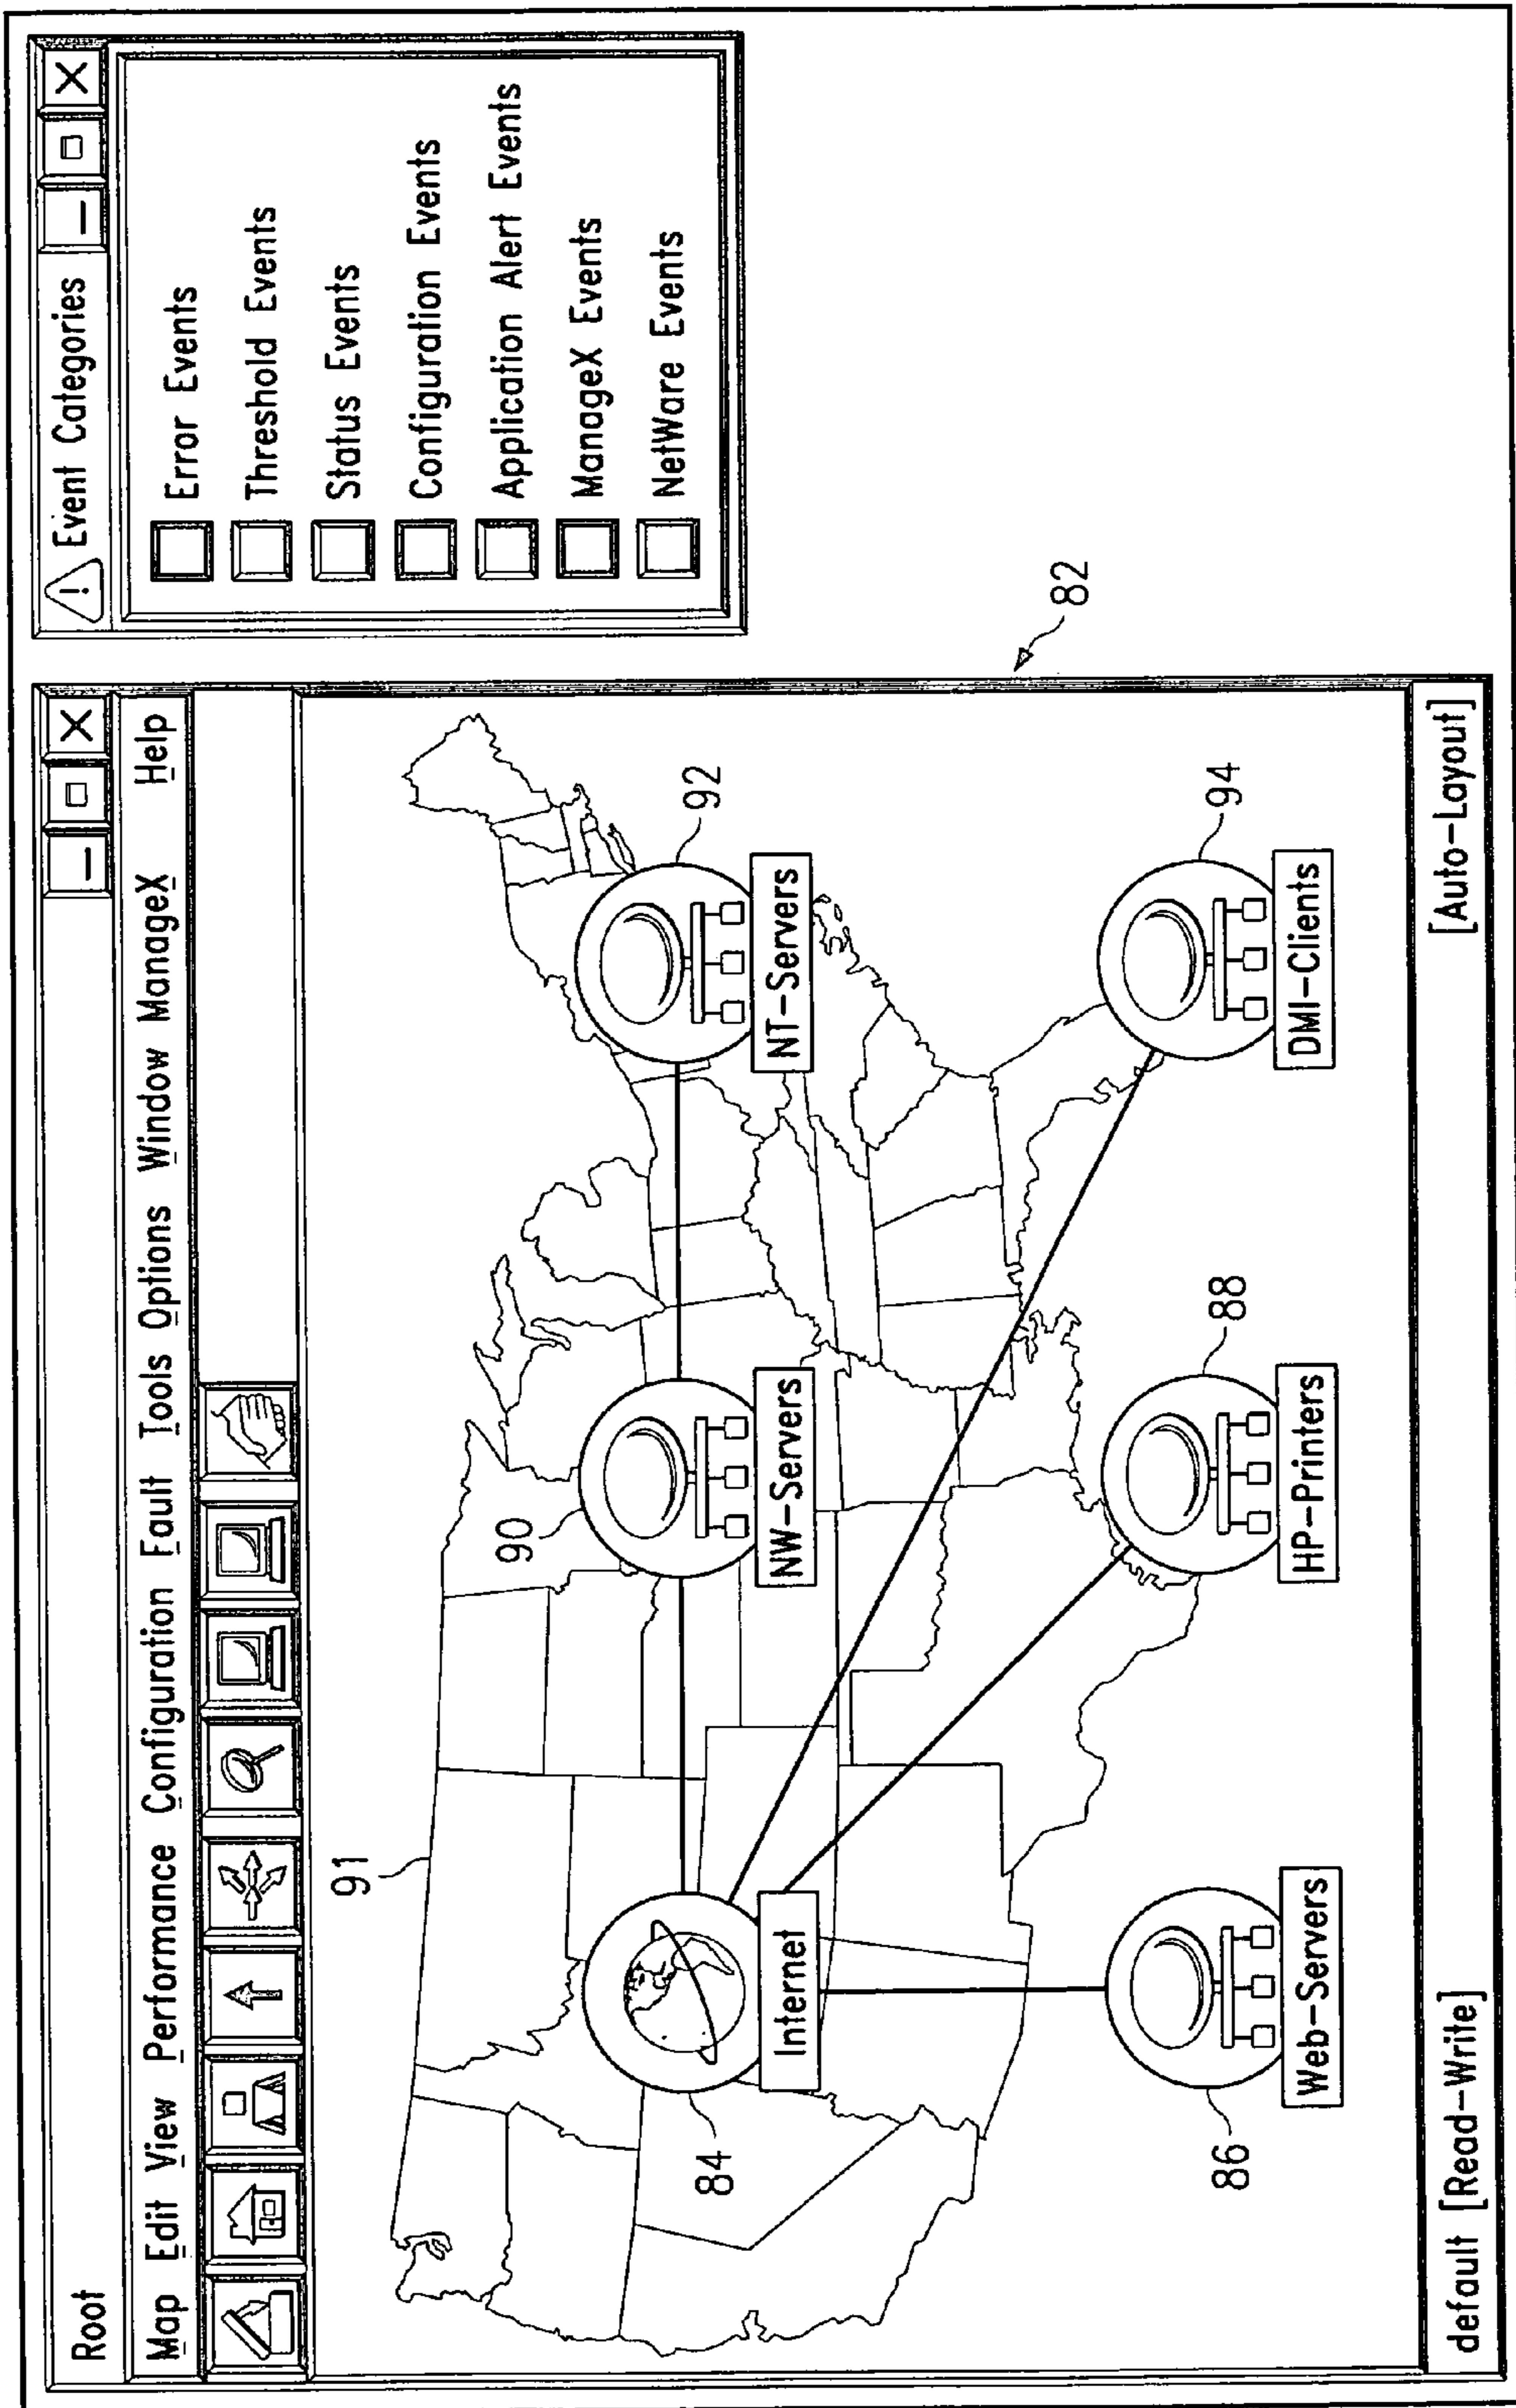 Root
Map Edit View Performance Configuration Fault Tools Options Window ManageX Help
91
90
92
84
Internet
NW-Servers
NT-Servers
86
88
94
Web-Servers
HP-Printers
DMI-Clients
default [Read-Write] [Auto-Layout]
82
! Event Categories
Error Events
Threshold Events
Status Events
Configuration Events
Application Alert Events
ManageX Events
NetWare Events